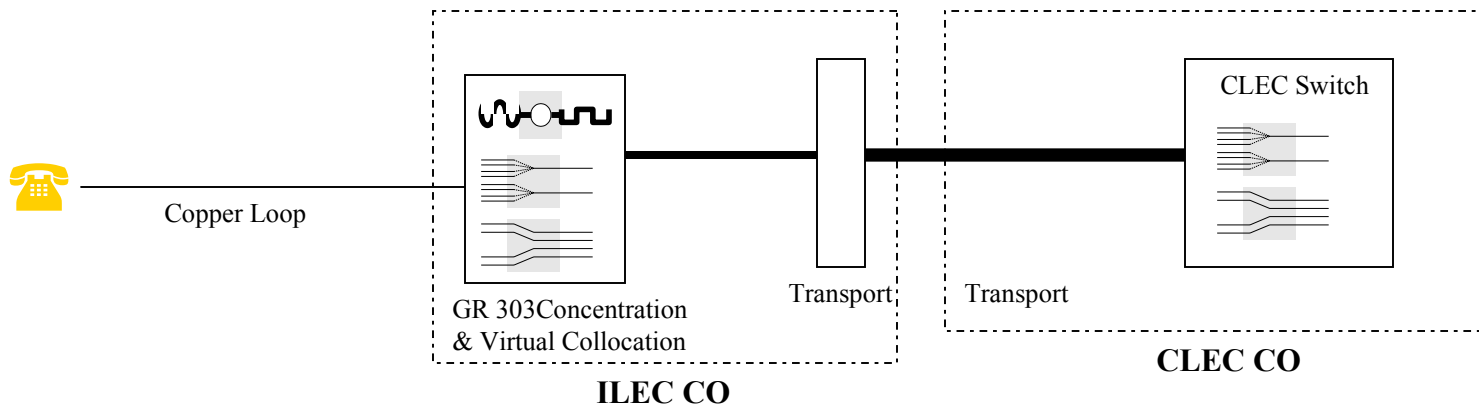 CLEC Switch
Copper Loop
GR 303Concentration
& Virtual Collocation
Transport
Transport
ILEC CO
CLEC CO